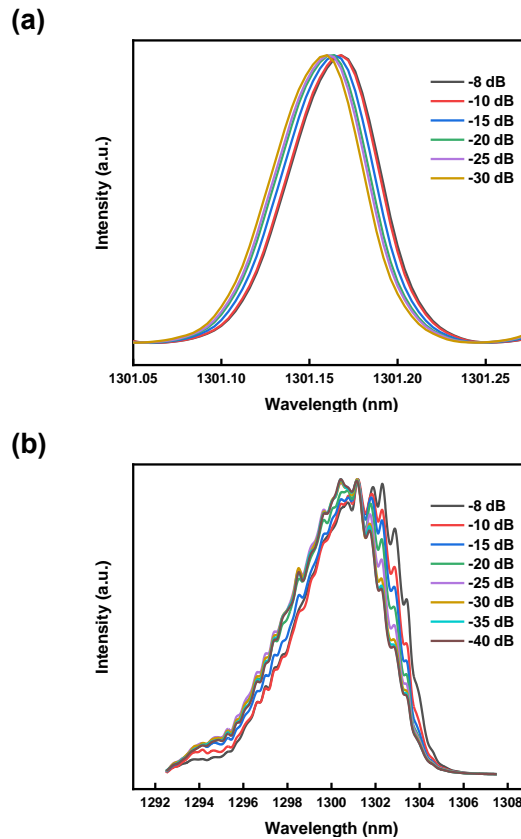 (a)
Intensity (a.u.)
-8 dB
-10 dB
-15 dB
-20 dB
-25 dB
-30 dB
1301.05 1301.10 1301.15 1301.20 1301.25
Wavelength (nm)
(b)
Intensity (a.u.)
-8 dB
-10 dB
-15 dB
-20 dB
-25 dB
-30 dB
-35 dB
-40 dB
1292 1294 1296 1298 1300 1302 1304 1306 1308
Wavelength (nm)